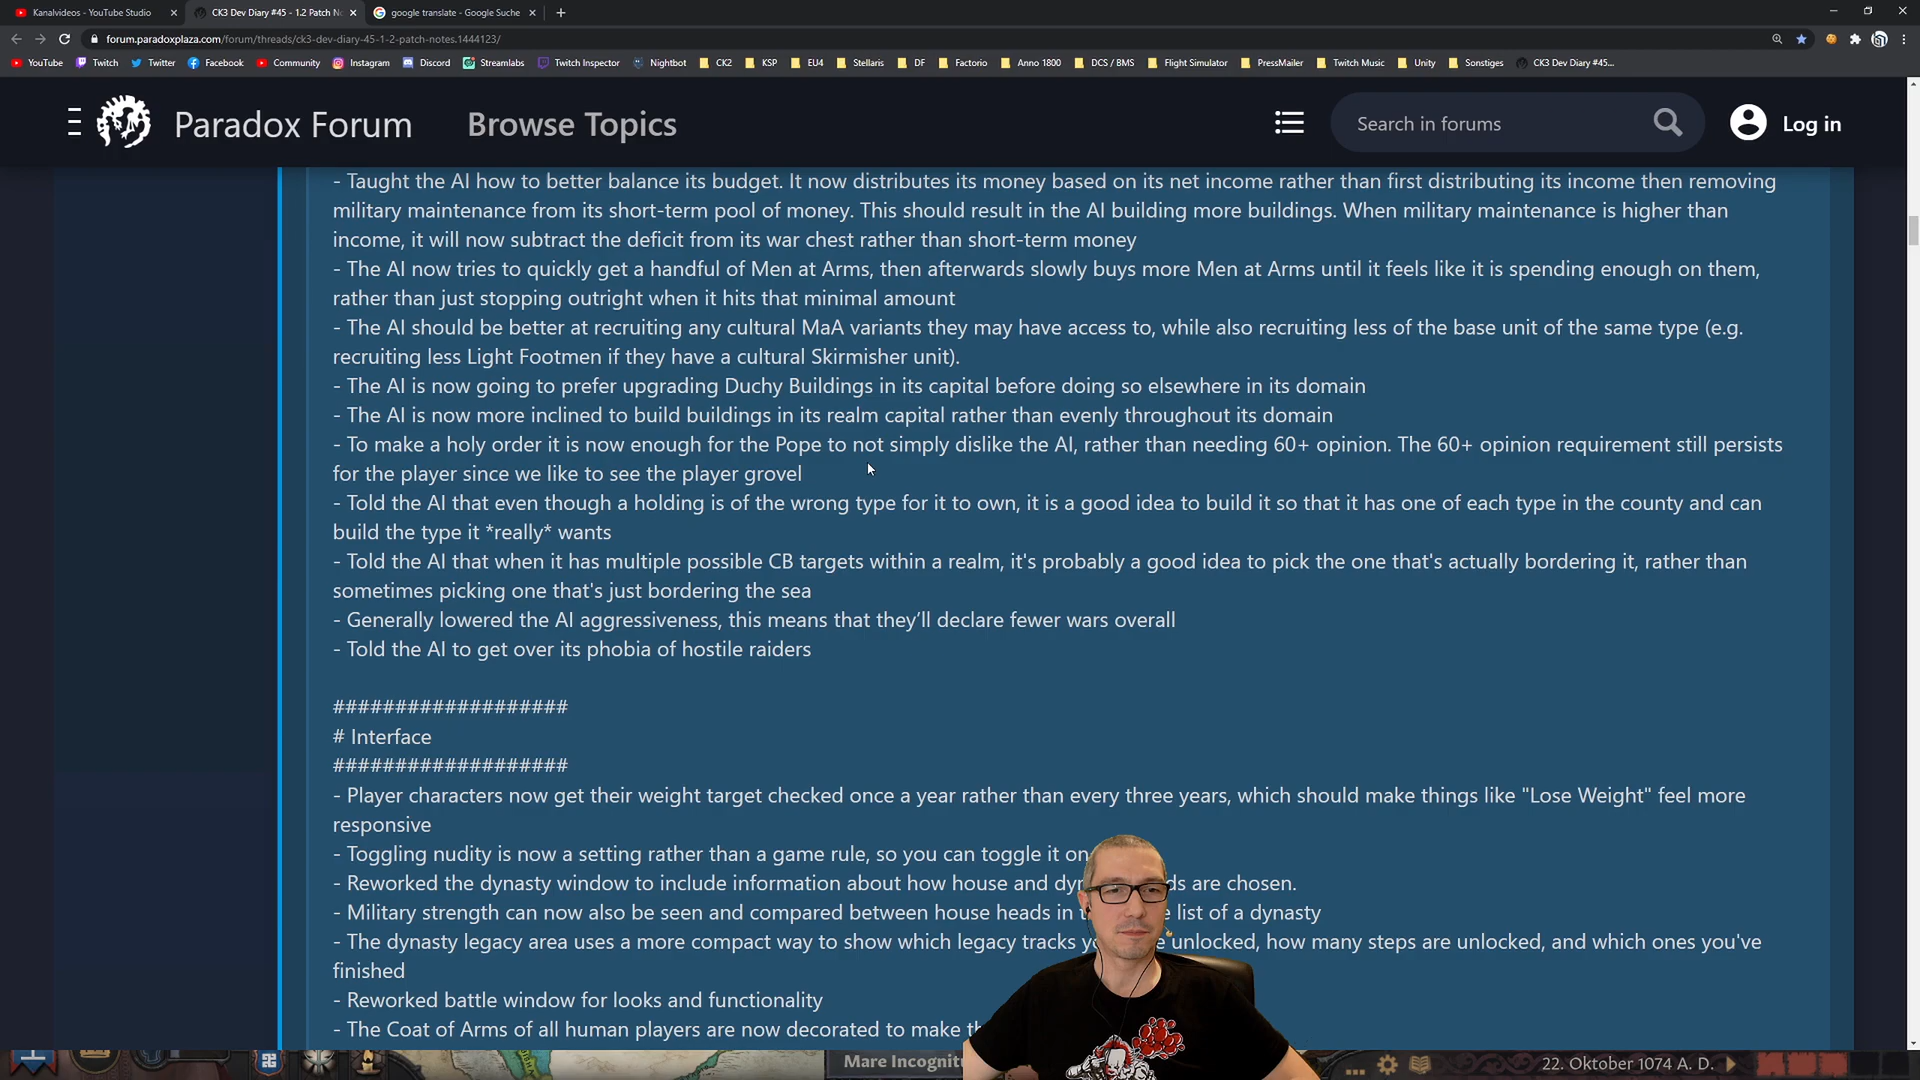 Kanalvideos - YouTube Studio
CK3 Dev Diary #45 - 1.2 Patch N
google translate - Google Suche
forum.paradoxplaza.com/forum/threads/ck3-dev-diary-45-1-2-patch-notes.1444123/
YouTube Twitch Twitter Facebook Community Instagram Discord Streamlabs Twitch Inspector Nightbot CK2 KSP EU4 Stellaris DF Factorio Anno 1800 DCS / BMS Flight Simulator PressMailer Twitch Music Unity Sonstiges CK3 Dev Diary #45...
Paradox Forum Browse Topics Search in forums Log in
- Taught the AI how to better balance its budget. It now distributes its money based on its net income rather than first distributing its income then removing
military maintenance from its short-term pool of money. This should result in the AI building more buildings. When military maintenance is higher than
income, it will now subtract the deficit from its war chest rather than short-term money
- The AI now tries to quickly get a handful of Men at Arms, then afterwards slowly buys more Men at Arms until it feels like it is spending enough on them,
rather than just stopping outright when it hits that minimal amount
- The AI should be better at recruiting any cultural MaA variants they may have access to, while also recruiting less of the base unit of the same type (e.g.
recruiting less Light Footmen if they have a cultural Skirmisher unit).
- The AI is now going to prefer upgrading Duchy Buildings in its capital before doing so elsewhere in its domain
- The AI is now more inclined to build buildings in its realm capital rather than evenly throughout its domain
- To make a holy order it is now enough for the Pope to not simply dislike the AI, rather than needing 60+ opinion. The 60+ opinion requirement still persists
for the player since we like to see the player grovel
- Told the AI that even though a holding is of the wrong type for it to own, it is a good idea to build it so that it has one of each type in the county and can
build the type it *really* wants
- Told the AI that when it has multiple possible CB targets within a realm, it's probably a good idea to pick the one that's actually bordering it, rather than
sometimes picking one that's just bordering the sea
- Generally lowered the AI aggressiveness, this means that they’ll declare fewer wars overall
- Told the AI to get over its phobia of hostile raiders
###################
# Interface
###################
- Player characters now get their weight target checked once a year rather than every three years, which should make things like "Lose Weight" feel more
responsive
- Toggling nudity is now a setting rather than a game rule, so you can toggle it on
- Reworked the dynasty window to include information about how house and dy ds are chosen.
- Military strength can now also be seen and compared between house heads in list of a dynasty
- The dynasty legacy area uses a more compact way to show which legacy tracks unlocked, how many steps are unlocked, and which ones you've
finished
- Reworked battle window for looks and functionality
- The Coat of Arms of all human players are now decorated to make
Mare Incognit
22. Oktober 1074 A. D.